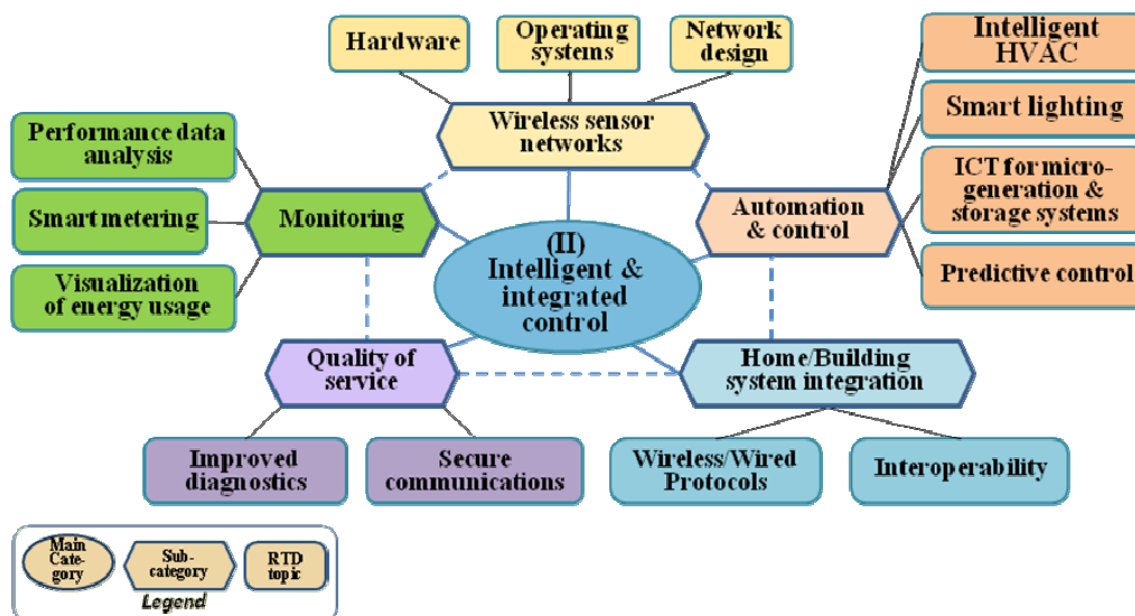 Hardware
Operating
systems
Network
design
Intelligent
HVAC
Smart lighting
ICT for micro-
generation &
storage systems
Predictive control
Wireless sensor
networks
Performance data
analysis
Smart metering
Visualization
of energy usage
Monitoring
Automation
& control
(II)
Intelligent &
integrated
control
Quality of
service
Home/Building
system integration
Improved
diagnostics
Secure
communications
Wireless/Wired
Protocols
Interoperability
Main
Cate-
gory
Sub-
category
RTD
topic
Legend